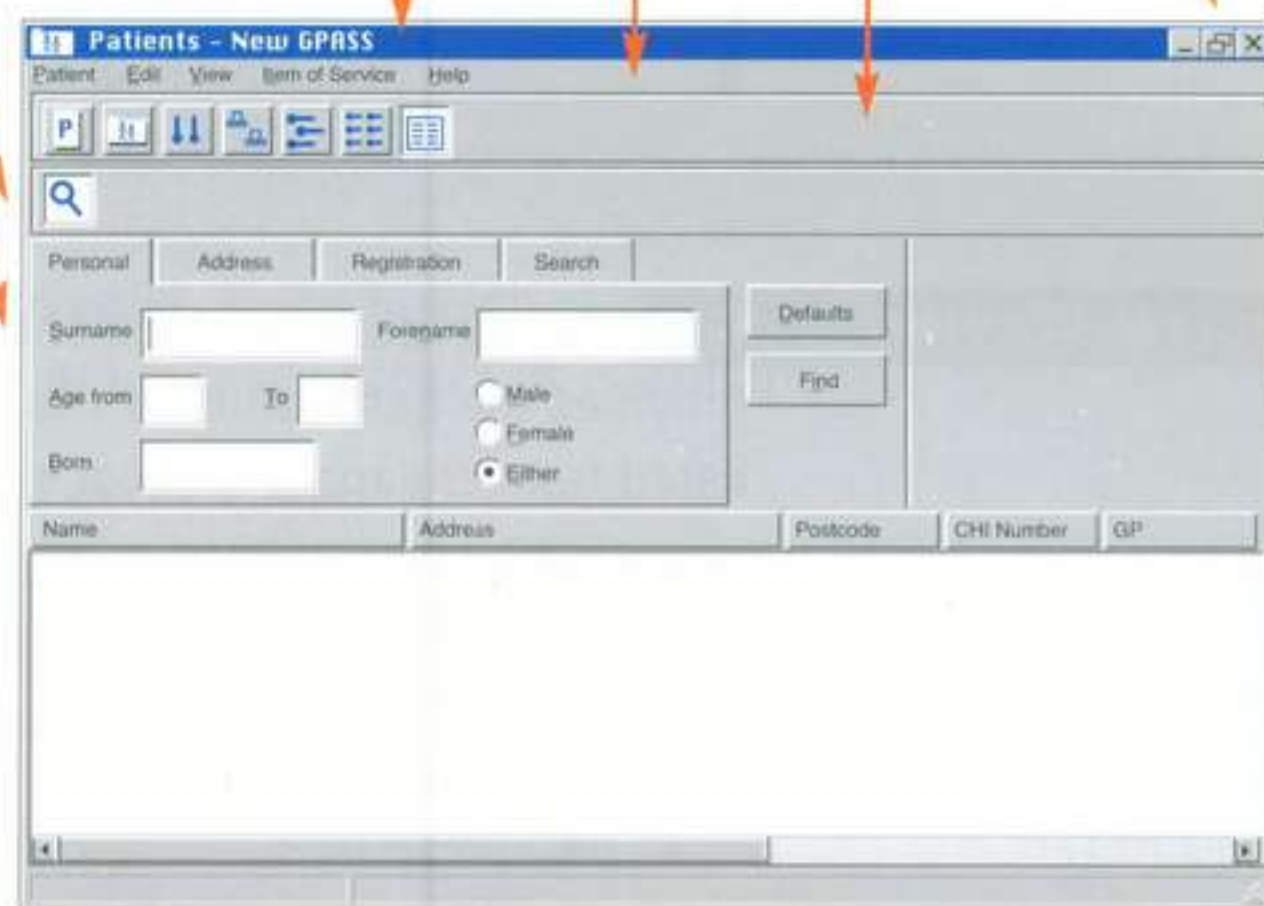 Patients - New GPASS
Patient Edit View Item of Service Help
P
Personal Address Registration Search
Surname Forename Defaults
Age from To Male Find
Female
Born Either
Name Address Postcode CHI Number GP